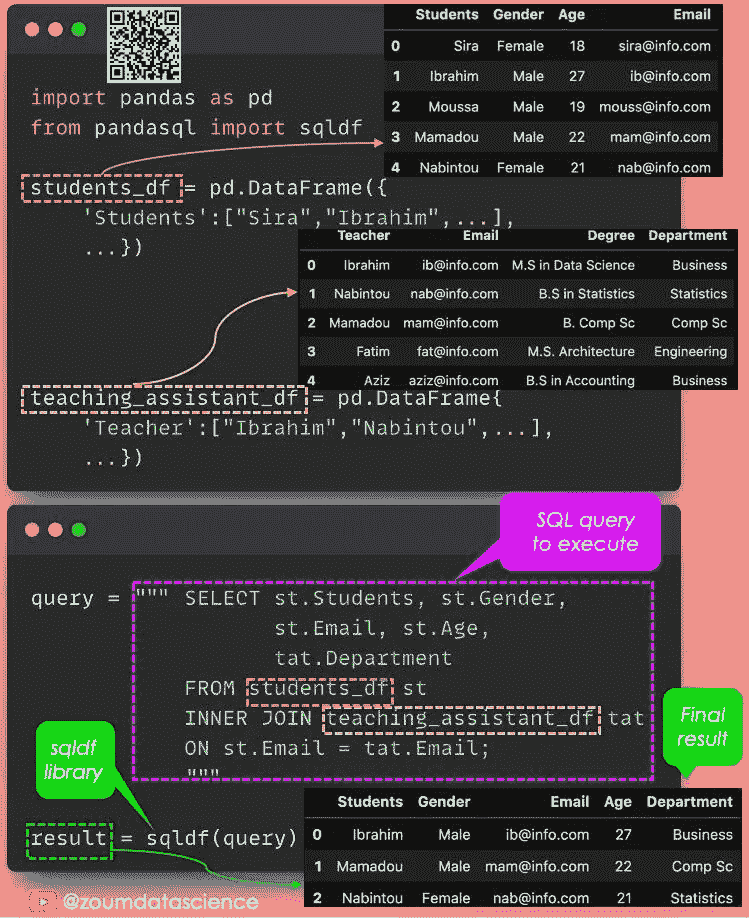 import pandas as pd
from pandasql import sqldf
students_df = pd.DataFrame({
'Students':["Sira","Ibrahim",...],
...})
Students Gender Age Email
0 Sira Female 18 sira@info.com
1 Ibrahim Male 27 ib@info.com
2 Moussa Male 19 mouss@info.com
3 Mamadou Male 22 mam@info.com
4 Nabintou Female 21 nab@info.com
Teacher Email Degree Department
0 Ibrahim ib@info.com M.S in Data Science Business
1 Nabintou nab@info.com B.S in Statistics Statistics
2 Mamadou mam@info.com B. Comp Sc Comp Sc
3 Fatim fat@info.com M.S. Architecture Engineering
4 Aziz aziz@info.com B.S in Accounting Business
teaching_assistant_df = pd.DataFrame{
'Teacher':["Ibrahim","Nabintou",...],
...})
SQL query
to execute
query = """ SELECT st.Students, st.Gender,
st.Email, st.Age,
tat.Department
FROM students_df st
INNER JOIN teaching_assistant_df tat
ON st.Email = tat.Email;
"""
sqldf
library
Final
result
result = sqldf(query)
Students Gender Email Age Department
0 Ibrahim Male ib@info.com 27 Business
1 Mamadou Male mam@info.com 22 Comp Sc
2 Nabintou Female nab@info.com 21 Statistics
@zoumdatascience